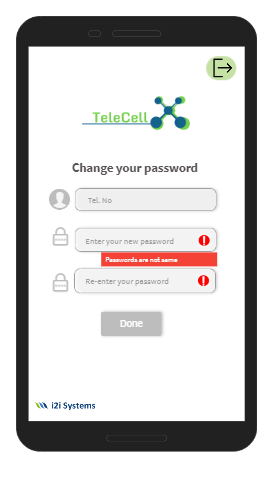 TeleCell
Change your password
Tel. No
Enter your new password
Passwords are not same
Re-enter your password
Done
i2i Systems